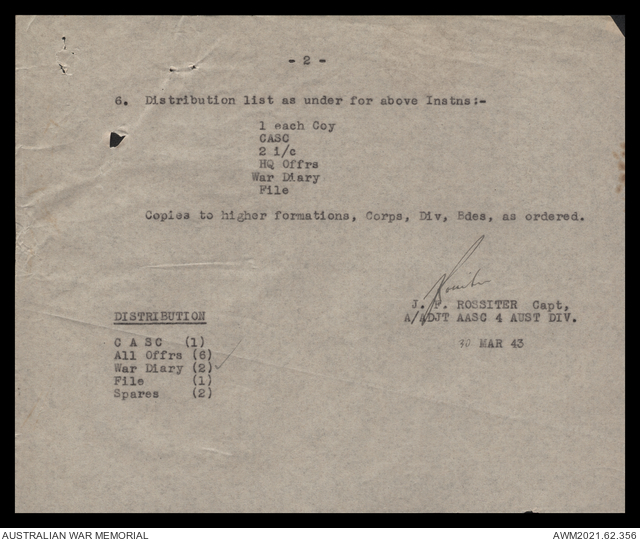 - 2 -
6. Distribution list as under for above Instns:-
1 each Coy
CASC
2 i/c
HQ Offrs
War Diary
File
Copies to higher formations, Corps, Div, Bdes, as ordered.
Rossiter
J. F. ROSSITER Capt,
A/ADJT AASC 4 AUST DIV.
30 MAR 43
DISTRIBUTION
C A S C (1)
All Offrs (6)
War Diary (2)
File (1)
Spares (2)
AUSTRALIAN WAR MEMORIAL
AWM2021.62.356